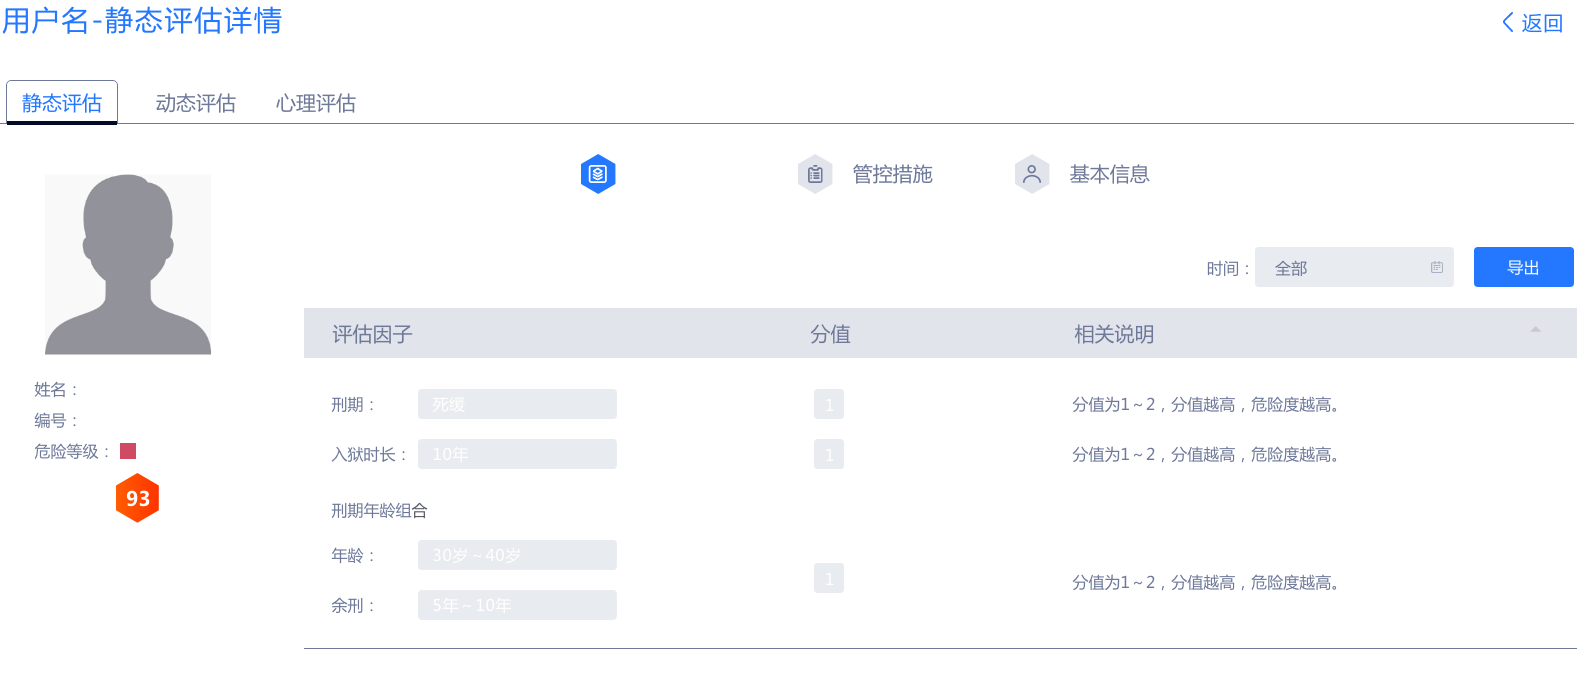 用户名-静态评估详情
返回
静态评估 动态评估 心理评估
管控措施 基本信息
时间： 全部 导出
评估因子 分值 相关说明
姓名：
编号：
危险等级：
93
刑期： 死缓 1 分值为1～2，分值越高，危险度越高。
入狱时长： 10年 1 分值为1～2，分值越高，危险度越高。
刑期年龄组合
年龄： 30岁～40岁
1 分值为1～2，分值越高，危险度越高。
余刑： 5年～10年